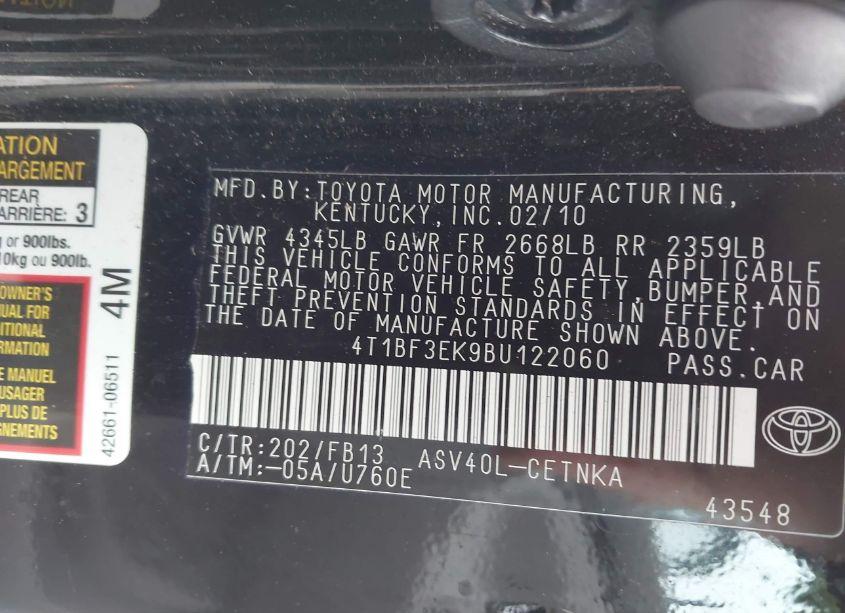 MFD.BY:TOYOTA MOTOR MANUFACTURING,
KENTUCKY,INC.02/10
GVWR 4345LB GAWR FR 2668LB RR 2359LB
THIS VEHICLE CONFORMS TO ALL APPLICABLE
FEDERAL MOTOR VEHICLE SAFETY,BUMPER,AND
THEFT PREVENTION STANDARDS IN EFFECT ON
THE DATE OF MANUFACTURE SHOWN ABOVE.
4T1BF3EK9BU122060 PASS.CAR
C/TR:202/FB13 ASV40L-CETNKA
A/TM:-05A/U760E
43548
ATION
ARGEMENT
REAR
ARRIÈRE: 3
or 900lbs.
10kg ou 900lb.
OWNER'S
UAL FOR
ITIONAL
RMATION
E MANUEL
USAGER
PLUS DE
GNEMENTS
4M
42661-06511